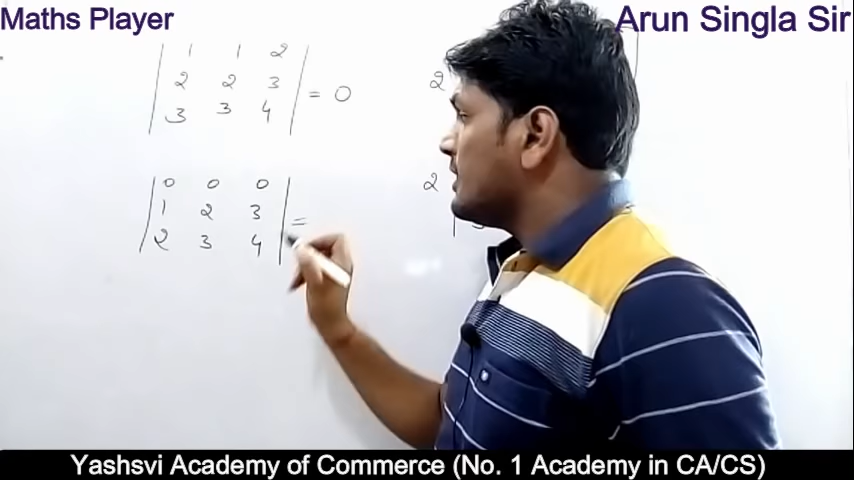 Maths Player
Arun Singla Sir
1 1 2
2 2 3
3 3 4
= 0
2
0 0 0
1 2 3
2 3 4
=
2
Yashsvi Academy of Commerce (No. 1 Academy in CA/CS)